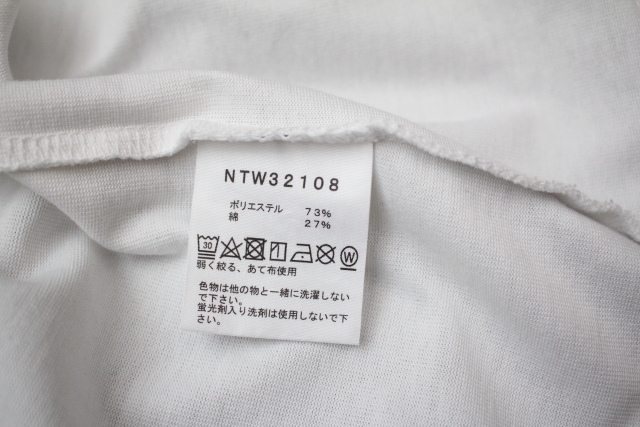 NTW32108
ポリエステル 73%
綿 27%
30 W
弱く絞る、あて布使用
色物は他の物と一緒に洗濯しない
で下さい。
蛍光剤入り洗剤は使用しないで下
さい。